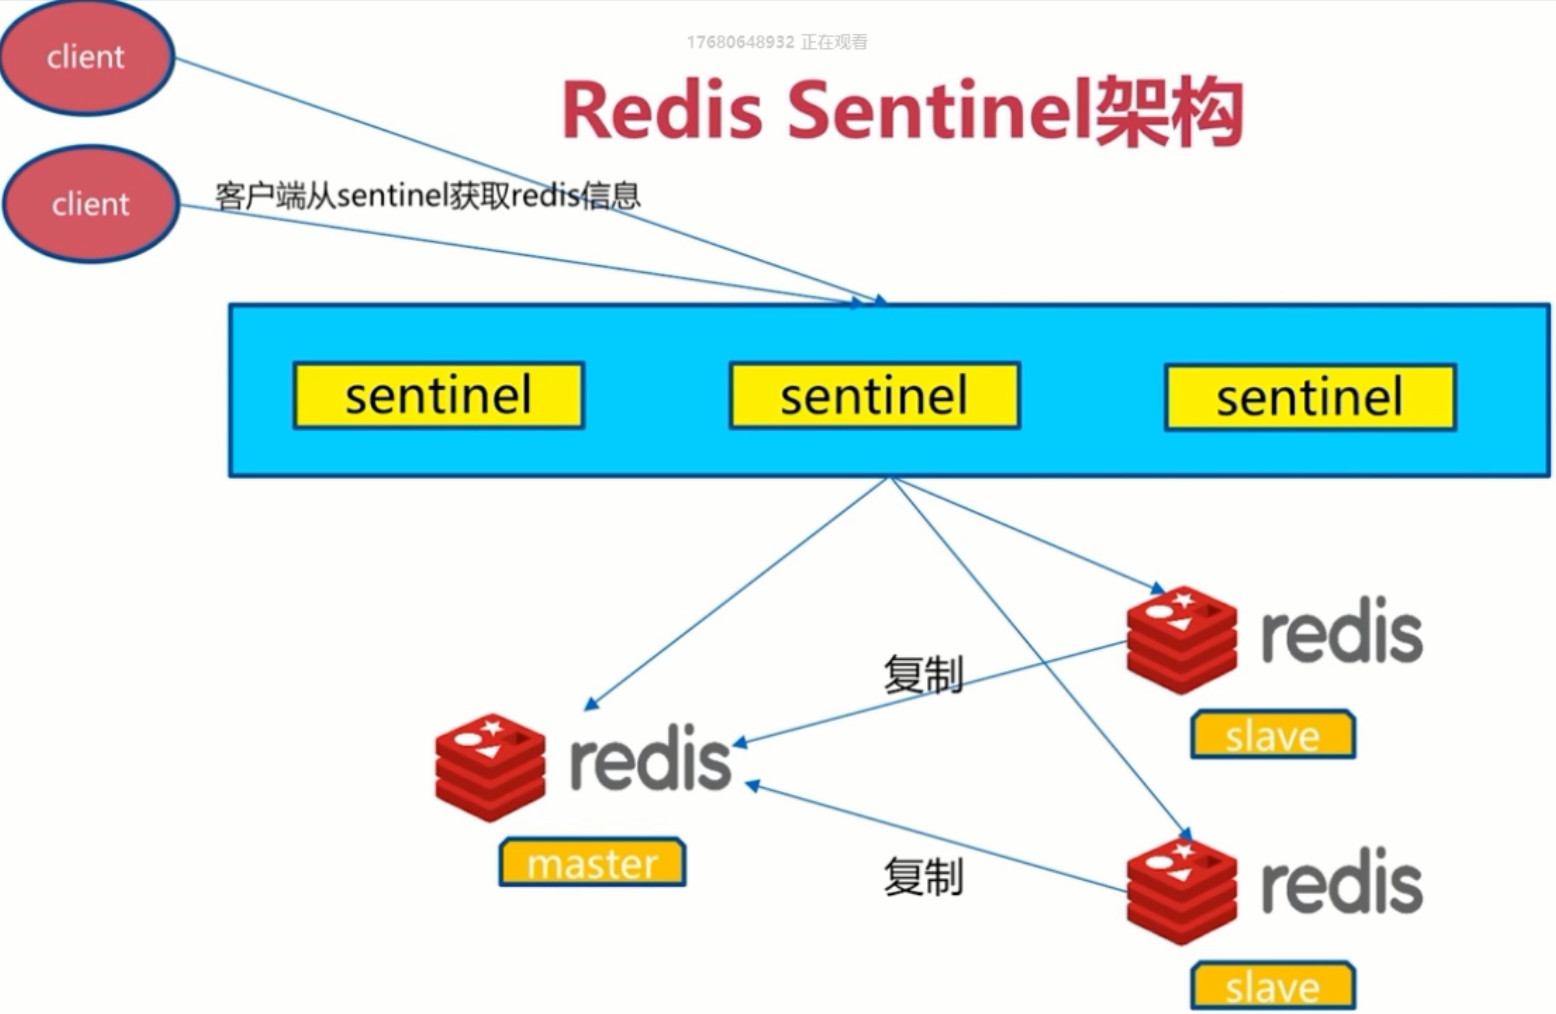 client
17680648932 正在观看
Redis Sentinel架构
client
客户端从sentinel获取redis信息
sentinel
sentinel
sentinel
redis
复制
slave
redis
master
复制
redis
slave